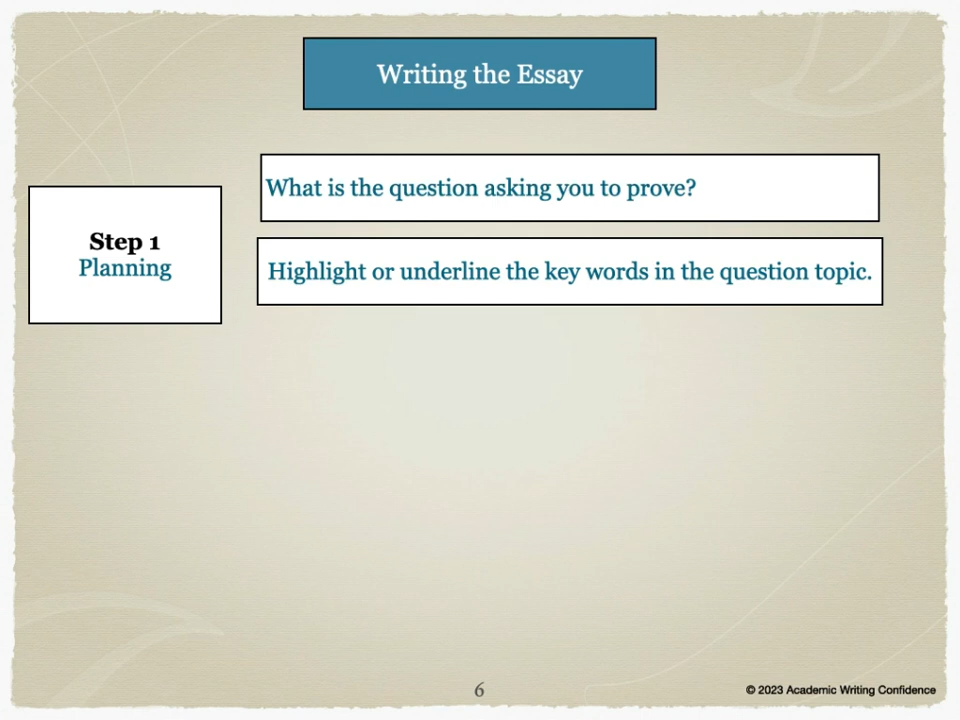 Writing the Essay
What is the question asking you to prove?
Step 1
Planning
Highlight or underline the key words in the question topic.
6
© 2023 Academic Writing Confidence